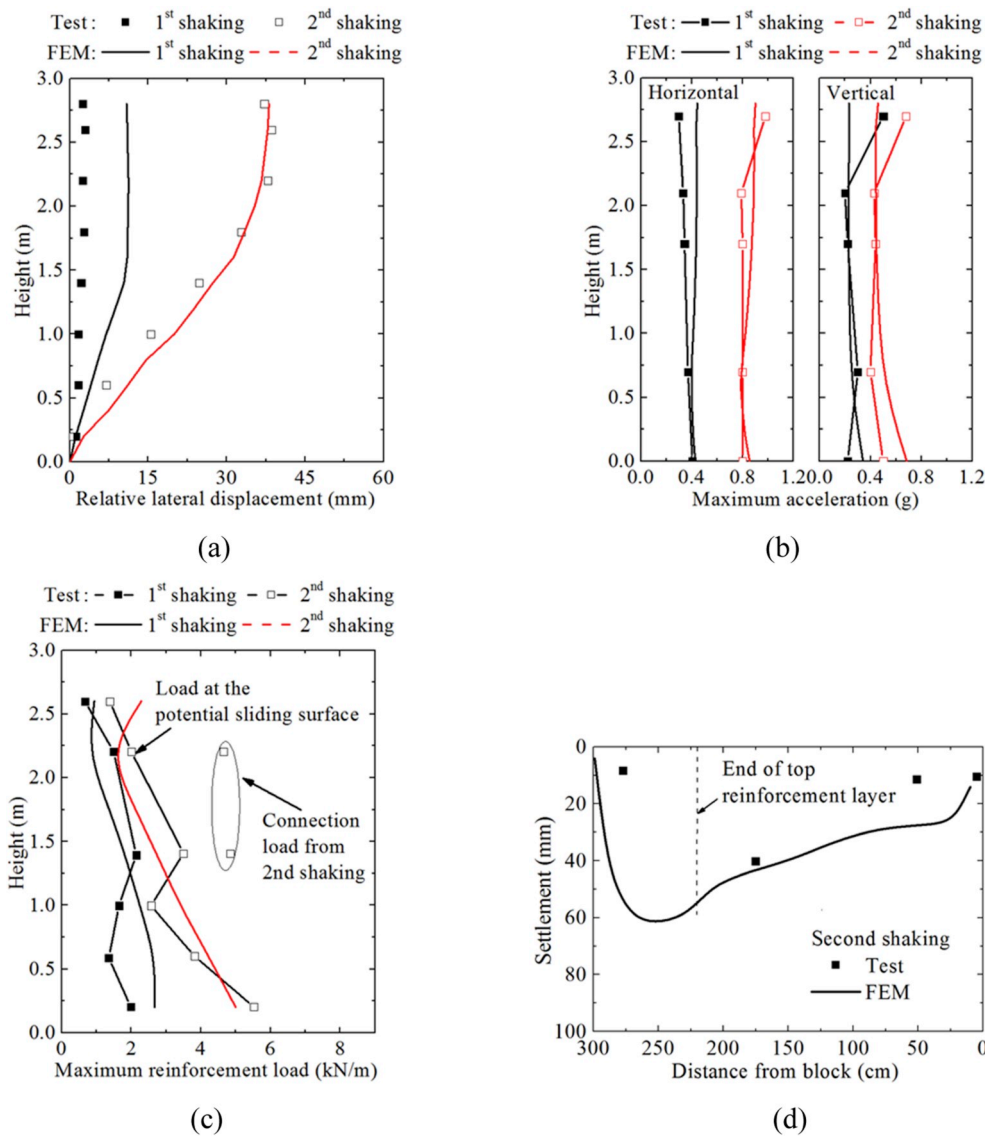 Test: 1st shaking 2nd shaking
FEM: 1st shaking 2nd shaking
3.0
2.5
2.0
1.5
1.0
0.5
0.0
Height (m)
0 15 30 45 60
Relative lateral displacement (mm)
(a)
Test: 1st shaking 2nd shaking
FEM: 1st shaking 2nd shaking
Horizontal Vertical
3.0
2.5
2.0
1.5
1.0
0.5
0.0
Height (m)
0.0 0.4 0.8 1.2 0.0 0.4 0.8 1.2
Maximum acceleration (g)
(b)
Test: 1st shaking 2nd shaking
FEM: 1st shaking 2nd shaking
3.0
2.5
2.0
1.5
1.0
0.5
0.0
Height (m)
Load at the
potential sliding surface
Connection
load from
2nd shaking
0 2 4 6 8
Maximum reinforcement load (kN/m)
(c)
0
20
40
60
80
100
Settlement (mm)
End of top
reinforcement layer
Second shaking
Test
FEM
300 250 200 150 100 50 0
Distance from block (cm)
(d)